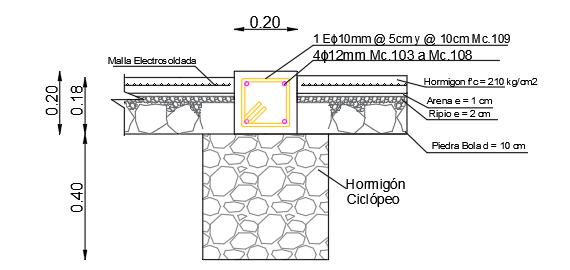 0.20
1 Eϕ10mm @ 5cm y @ 10cm Mc.109
4ϕ12mm Mc.103 a Mc.108
Malla Electrosoldada
Hormigon f'c = 210 kg/cm2
0.20
0.18
Arena e = 1 cm
Ripio e = 2 cm
Piedra Bola d = 10 cm
0.40
Hormigón
Ciclópeo